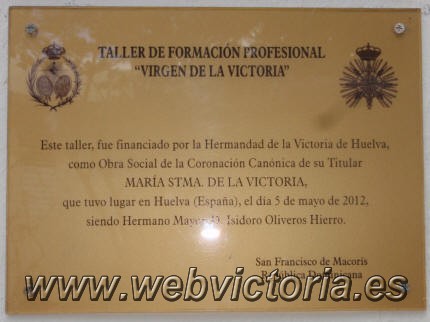 TALLER DE FORMACIÓN PROFESIONAL
“VIRGEN DE LA VICTORIA”
Este taller, fue financiado por la Hermandad de la Victoria de Huelva,
como Obra Social de la Coronación Canónica de su Titular
MARÍA STMA. DE LA VICTORIA,
que tuvo lugar en Huelva (España), el día 5 de mayo de 2012,
siendo Hermano Mayor D. Isidoro Oliveros Hierro.
San Francisco de Macorís
República Dominicana
www.webvictoria.es